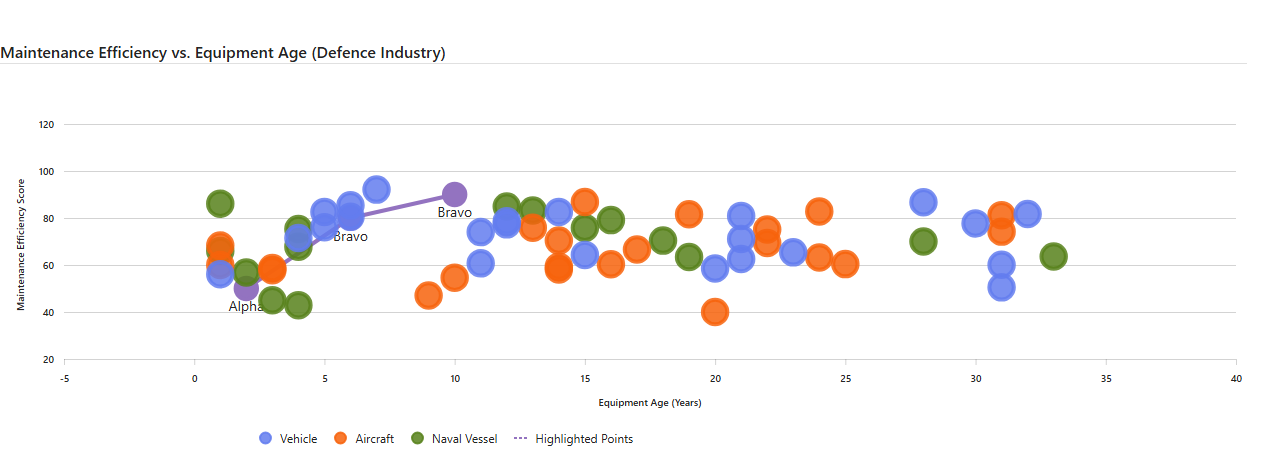 Maintenance Efficiency vs. Equipment Age (Defence Industry)
Maintenance Efficiency Score
120
100
80
60
40
20
Bravo
Bravo
Alpha
-5 0 5 10 15 20 25 30 35 40
Equipment Age (Years)
Vehicle Aircraft Naval Vessel Highlighted Points